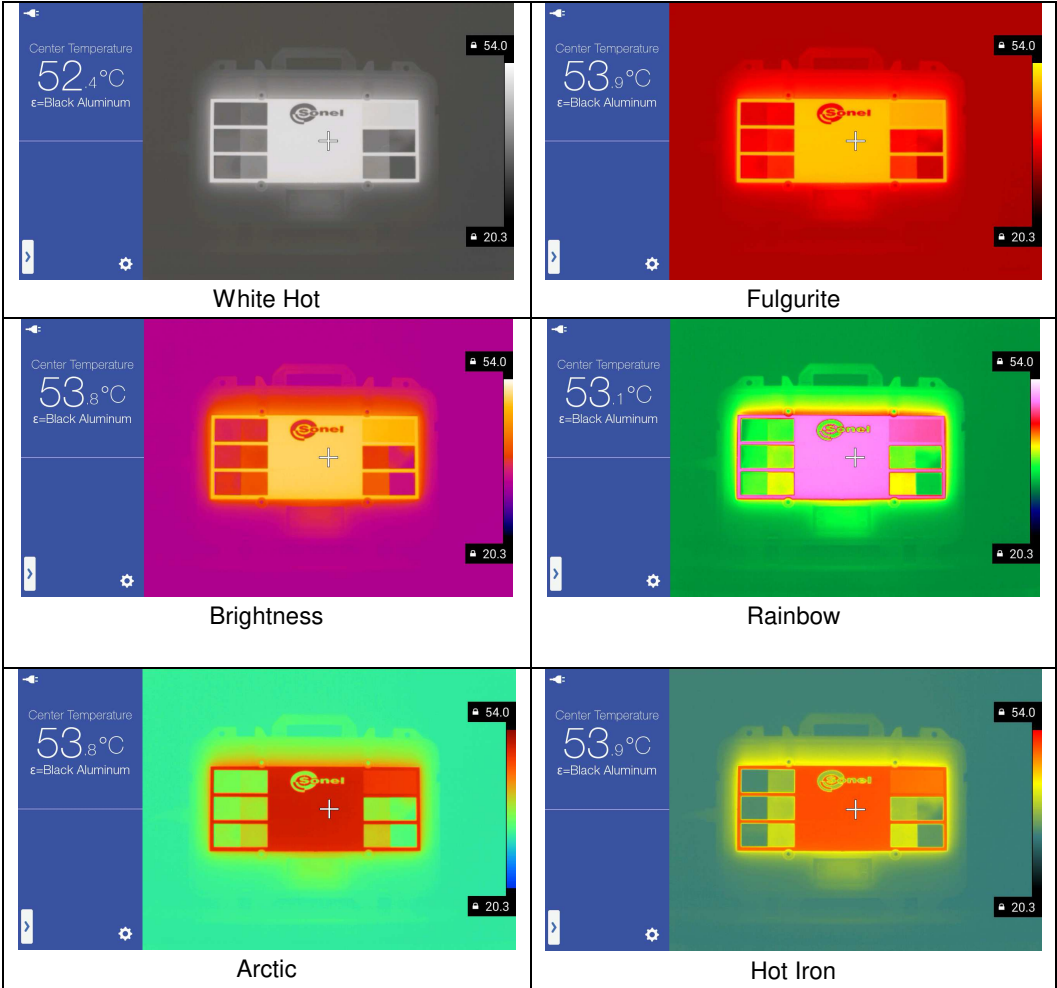 Center Temperature
52.4°C
ε=Black Aluminum
54.0
Sonel
20.3
White Hot
Center Temperature
53.9°C
ε=Black Aluminum
54.0
Sonel
20.3
Fulgurite
Center Temperature
53.8°C
ε=Black Aluminum
54.0
Sonel
20.3
Brightness
Center Temperature
53.1°C
ε=Black Aluminum
54.0
Sonel
20.3
Rainbow
Center Temperature
53.8°C
ε=Black Aluminum
54.0
Sonel
20.3
Arctic
Center Temperature
53.9°C
ε=Black Aluminum
54.0
Sonel
20.3
Hot Iron